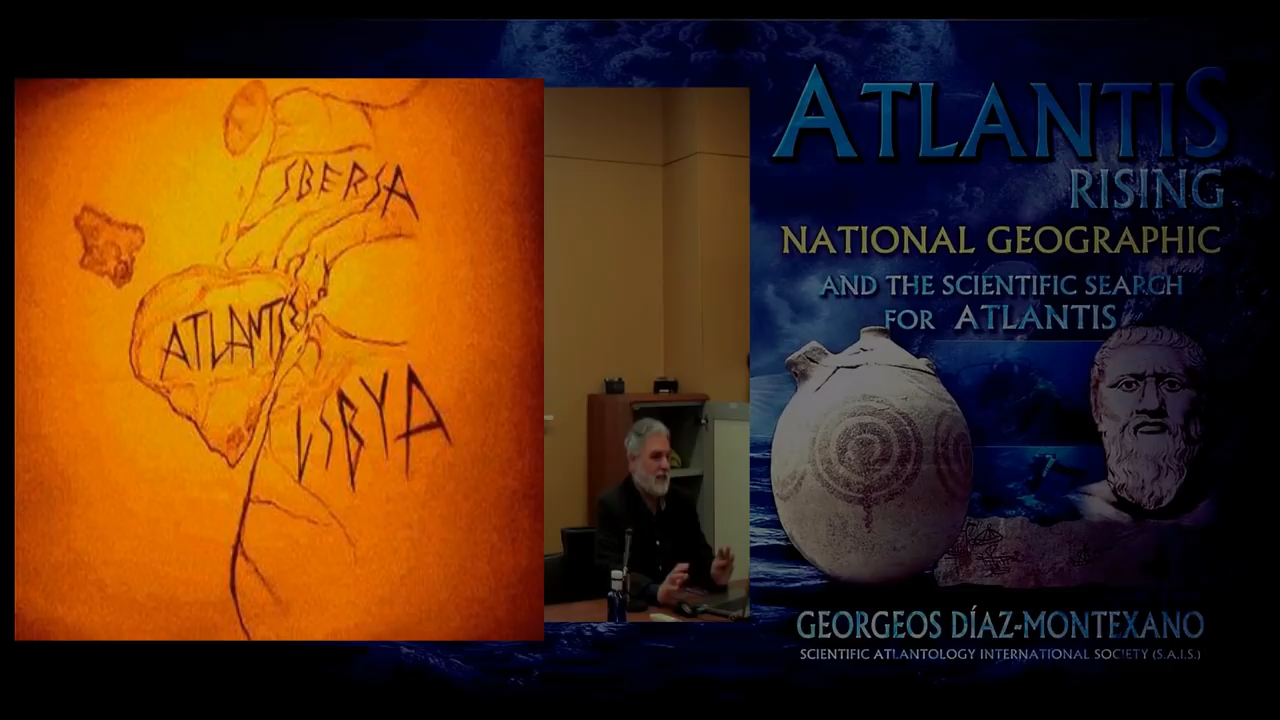 IBERIA
ATLANTIS
LIBYA
ATLANTIS
RISING
NATIONAL GEOGRAPHIC
AND THE SCIENTIFIC SEARCH
FOR ATLANTIS
GEORGEOS DÍAZ-MONTEXANO
SCIENTIFIC ATLANTOLOGY INTERNATIONAL SOCIETY (S.A.I.S.)